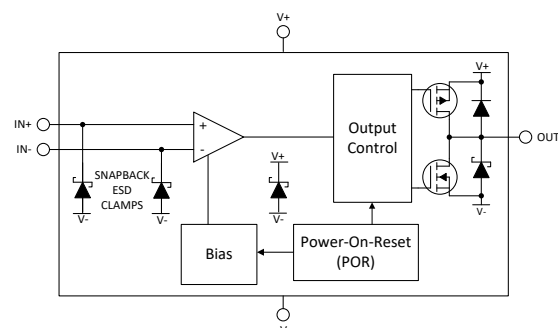 V+
V+
IN+
IN-
+
-
Output
Control
OUT
SNAPBACK
ESD
CLAMPS
V+
V-
V-
V-
V-
Bias
Power-On-Reset
(POR)